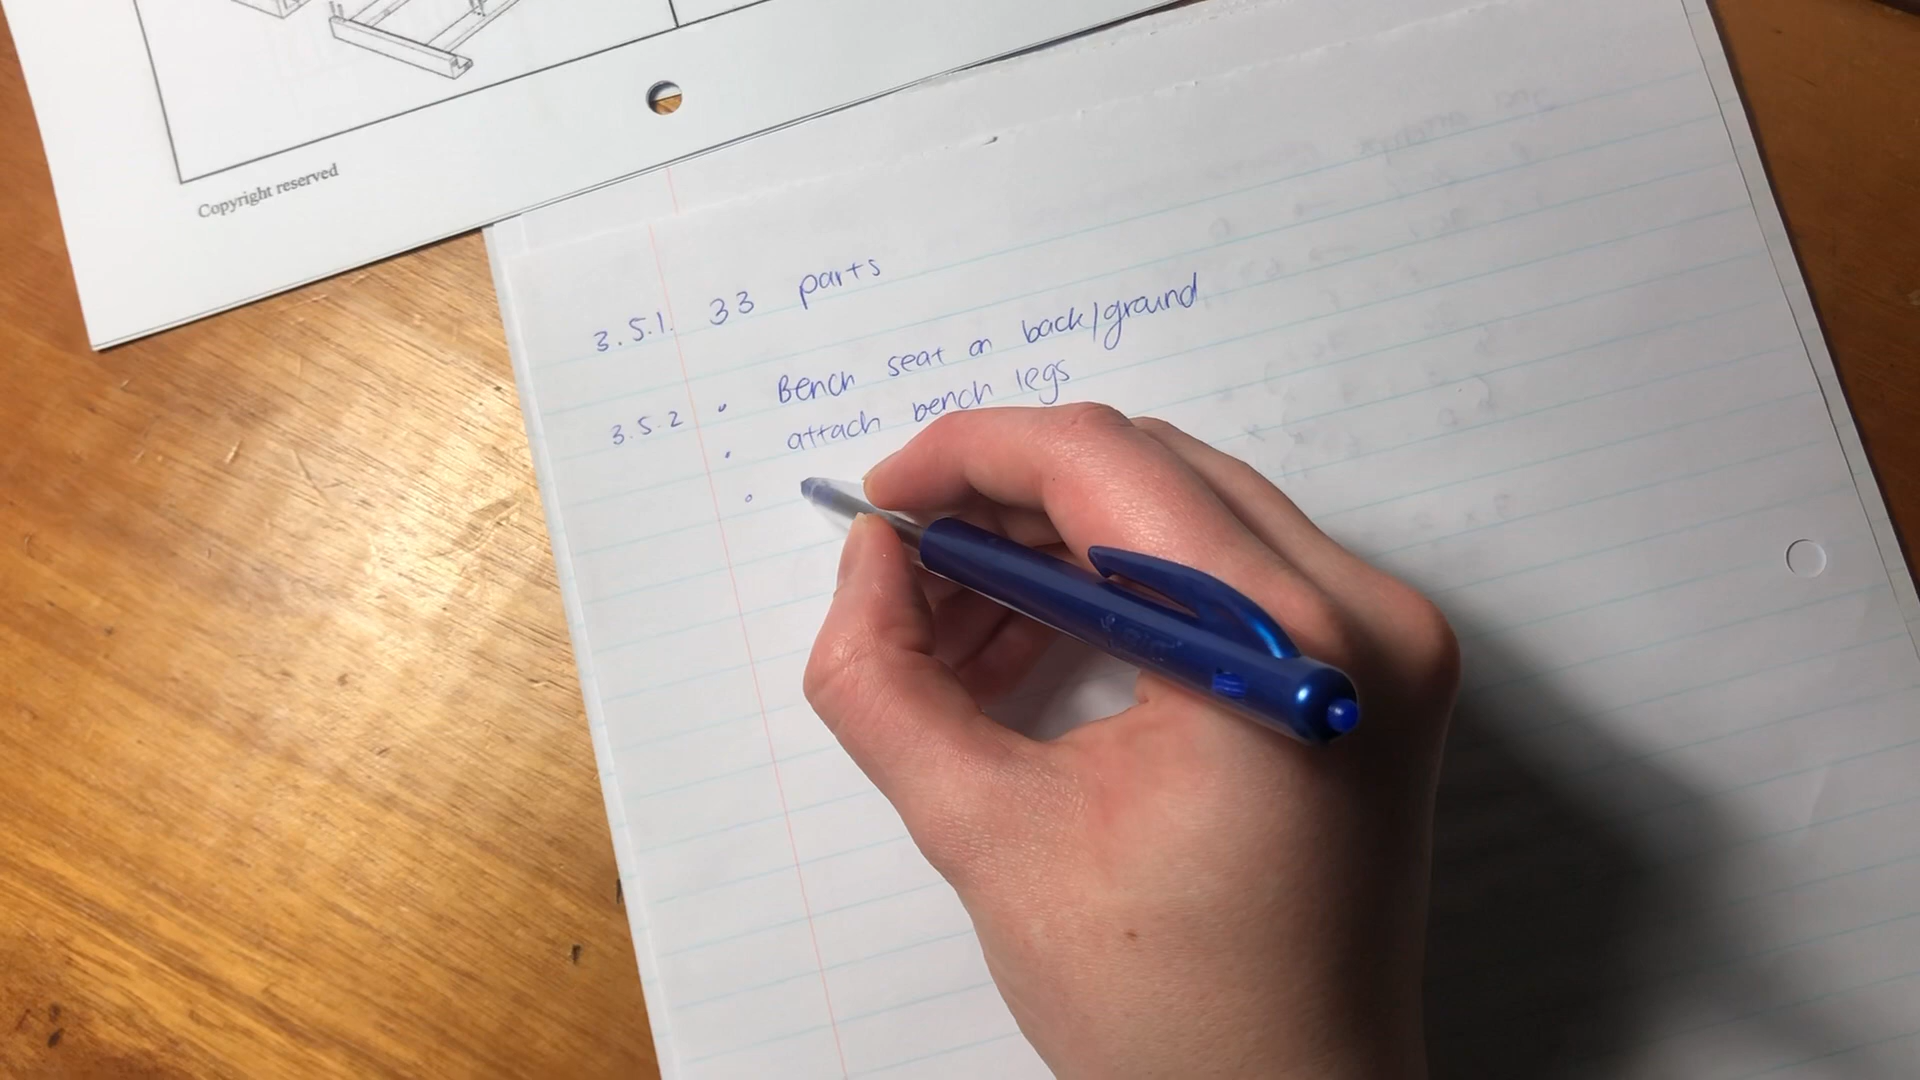 Copyright reserved
3.5.1. 33 parts
3.5.2 • Bench seat on back/ground
• attach bench legs
•